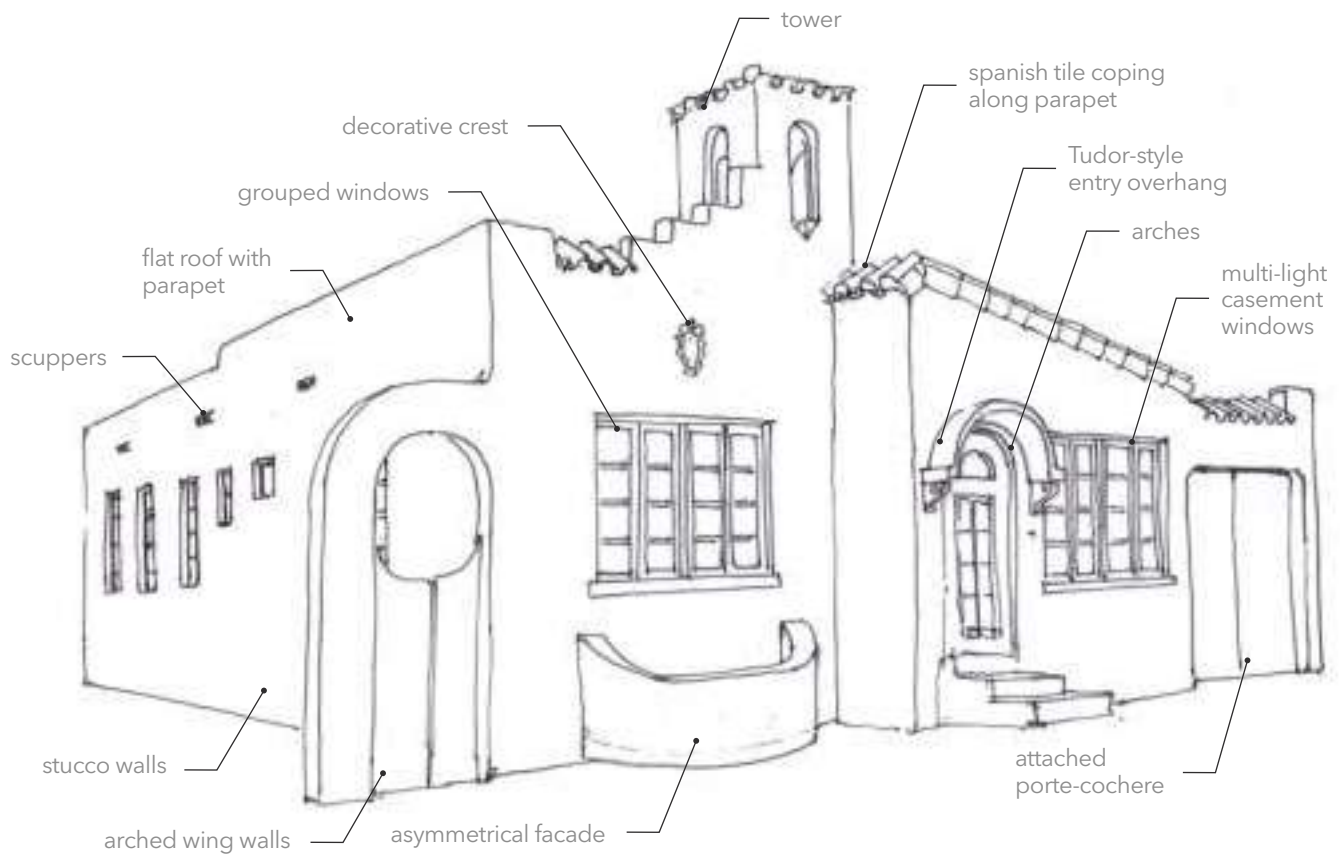 tower
spanish tile coping
along parapet
decorative crest
Tudor-style
entry overhang
grouped windows
arches
flat roof with
parapet
multi-light
casement
windows
scuppers
stucco walls
attached
porte-cochere
arched wing walls
asymmetrical facade